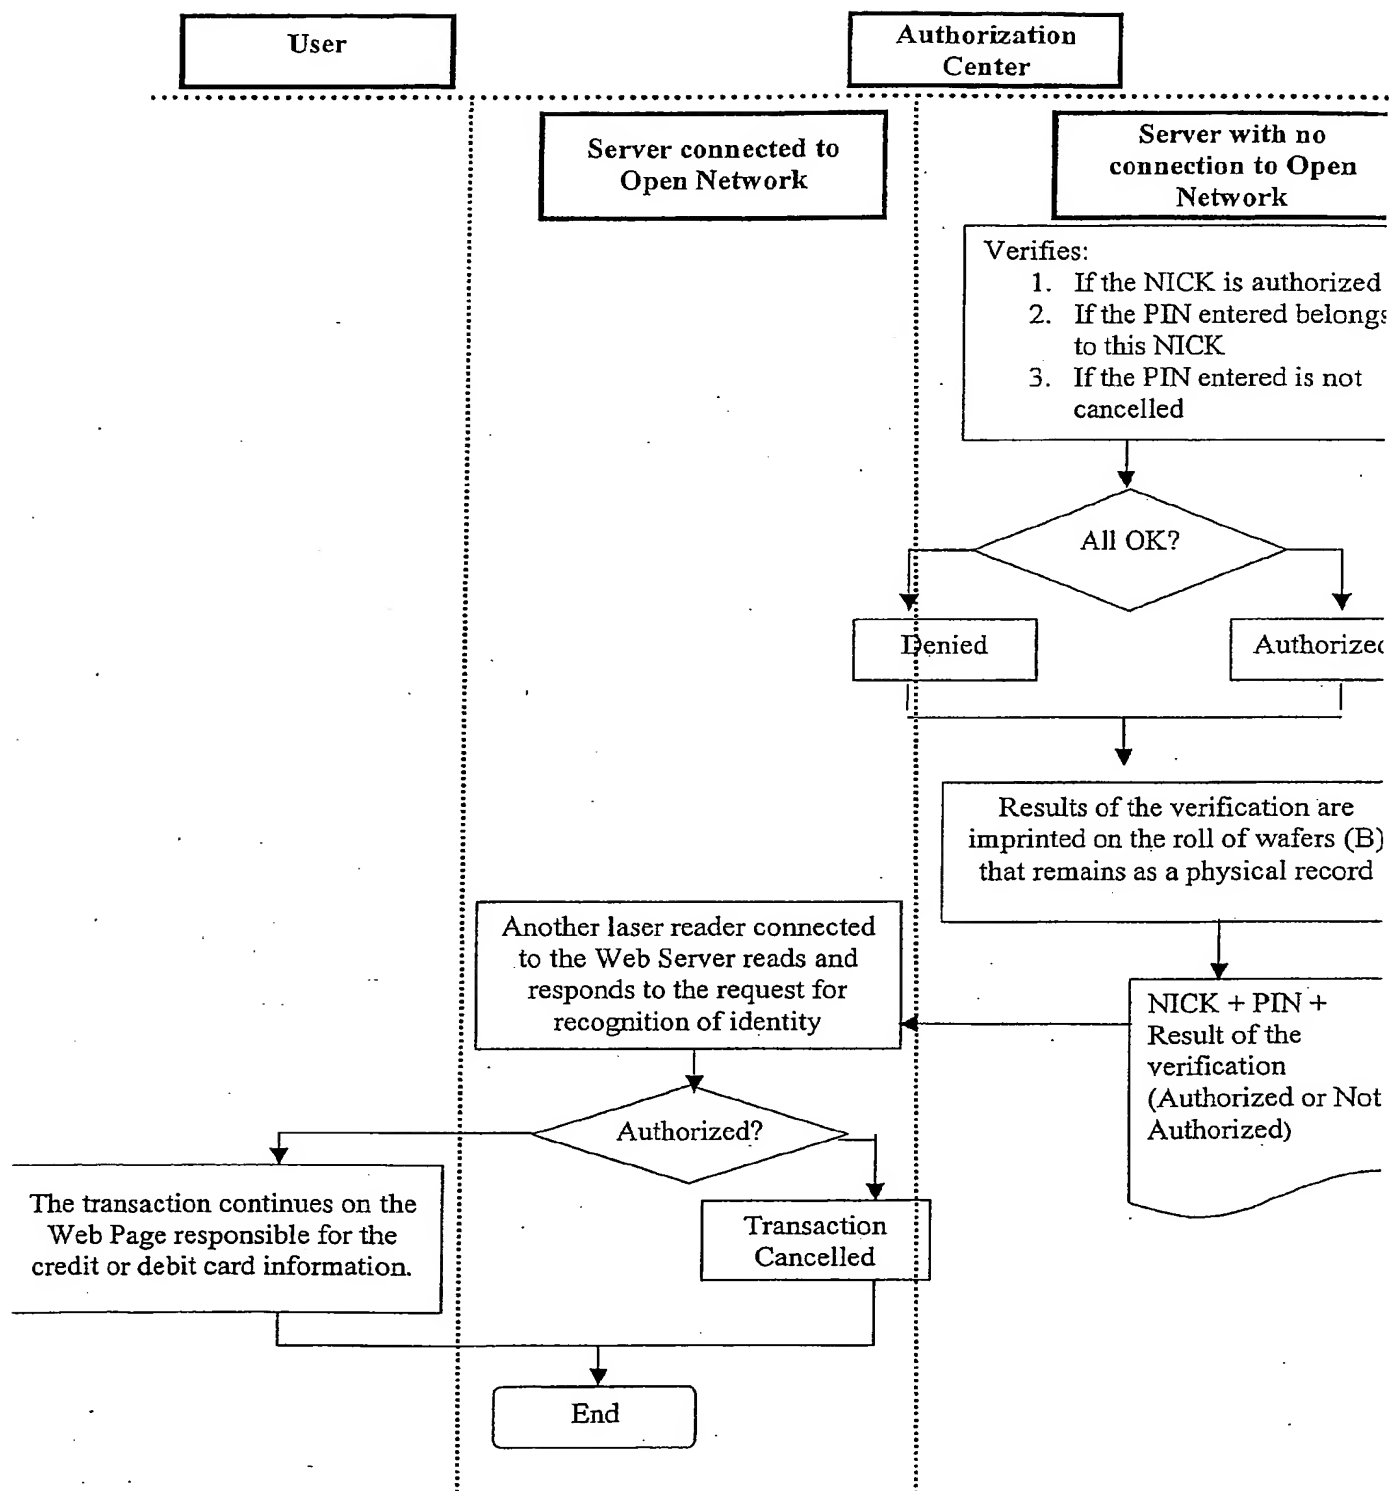 User
Authorization
Center
Server connected to
Open Network
Server with no
connection to Open
Network
Verifies:
1. If the NICK is authorized
2. If the PIN entered belongs
to this NICK
3. If the PIN entered is not
cancelled
All OK?
Denied
Authorized
Results of the verification are
imprinted on the roll of wafers (B)
that remains as a physical record
Another laser reader connected
to the Web Server reads and
responds to the request for
recognition of identity
NICK + PIN +
Result of the
verification
(Authorized or Not
Authorized)
Authorized?
The transaction continues on the
Web Page responsible for the
credit or debit card information.
Transaction
Cancelled
End